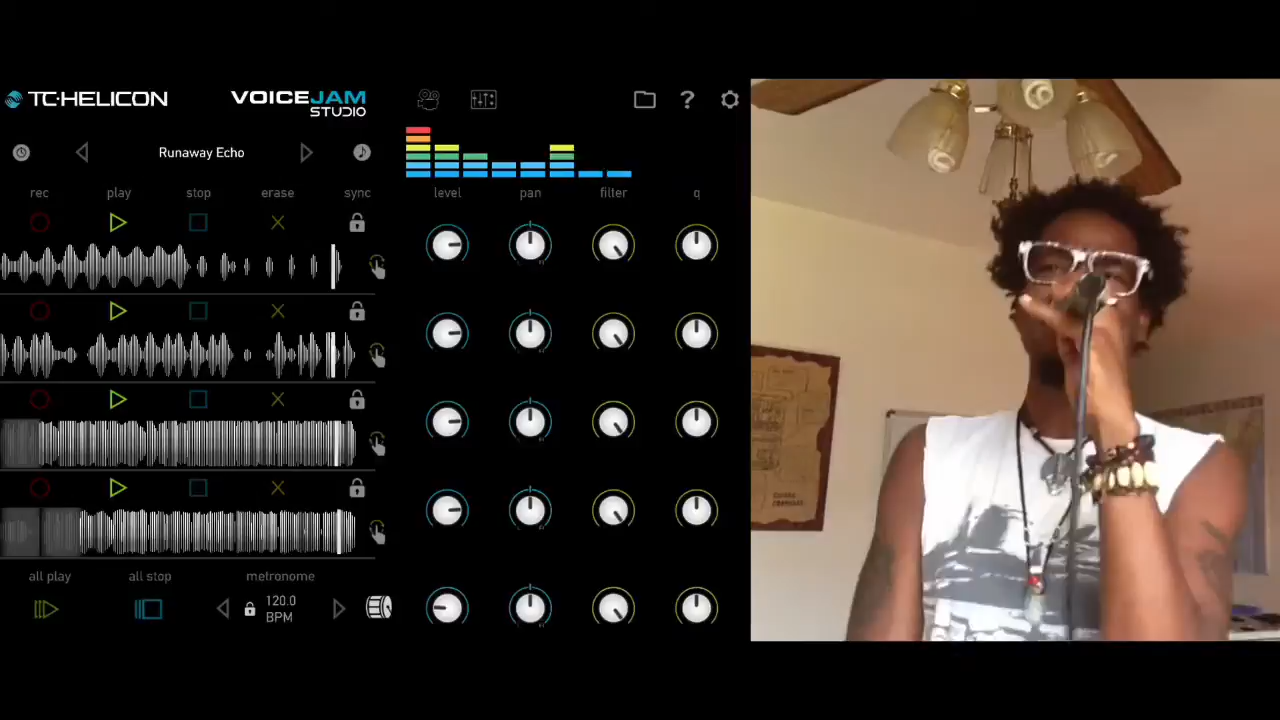 TC·HELICON
VOICEJAM
STUDIO
?
Runaway Echo
rec play stop erase sync
level pan filter q
all play all stop metronome
120.0
BPM